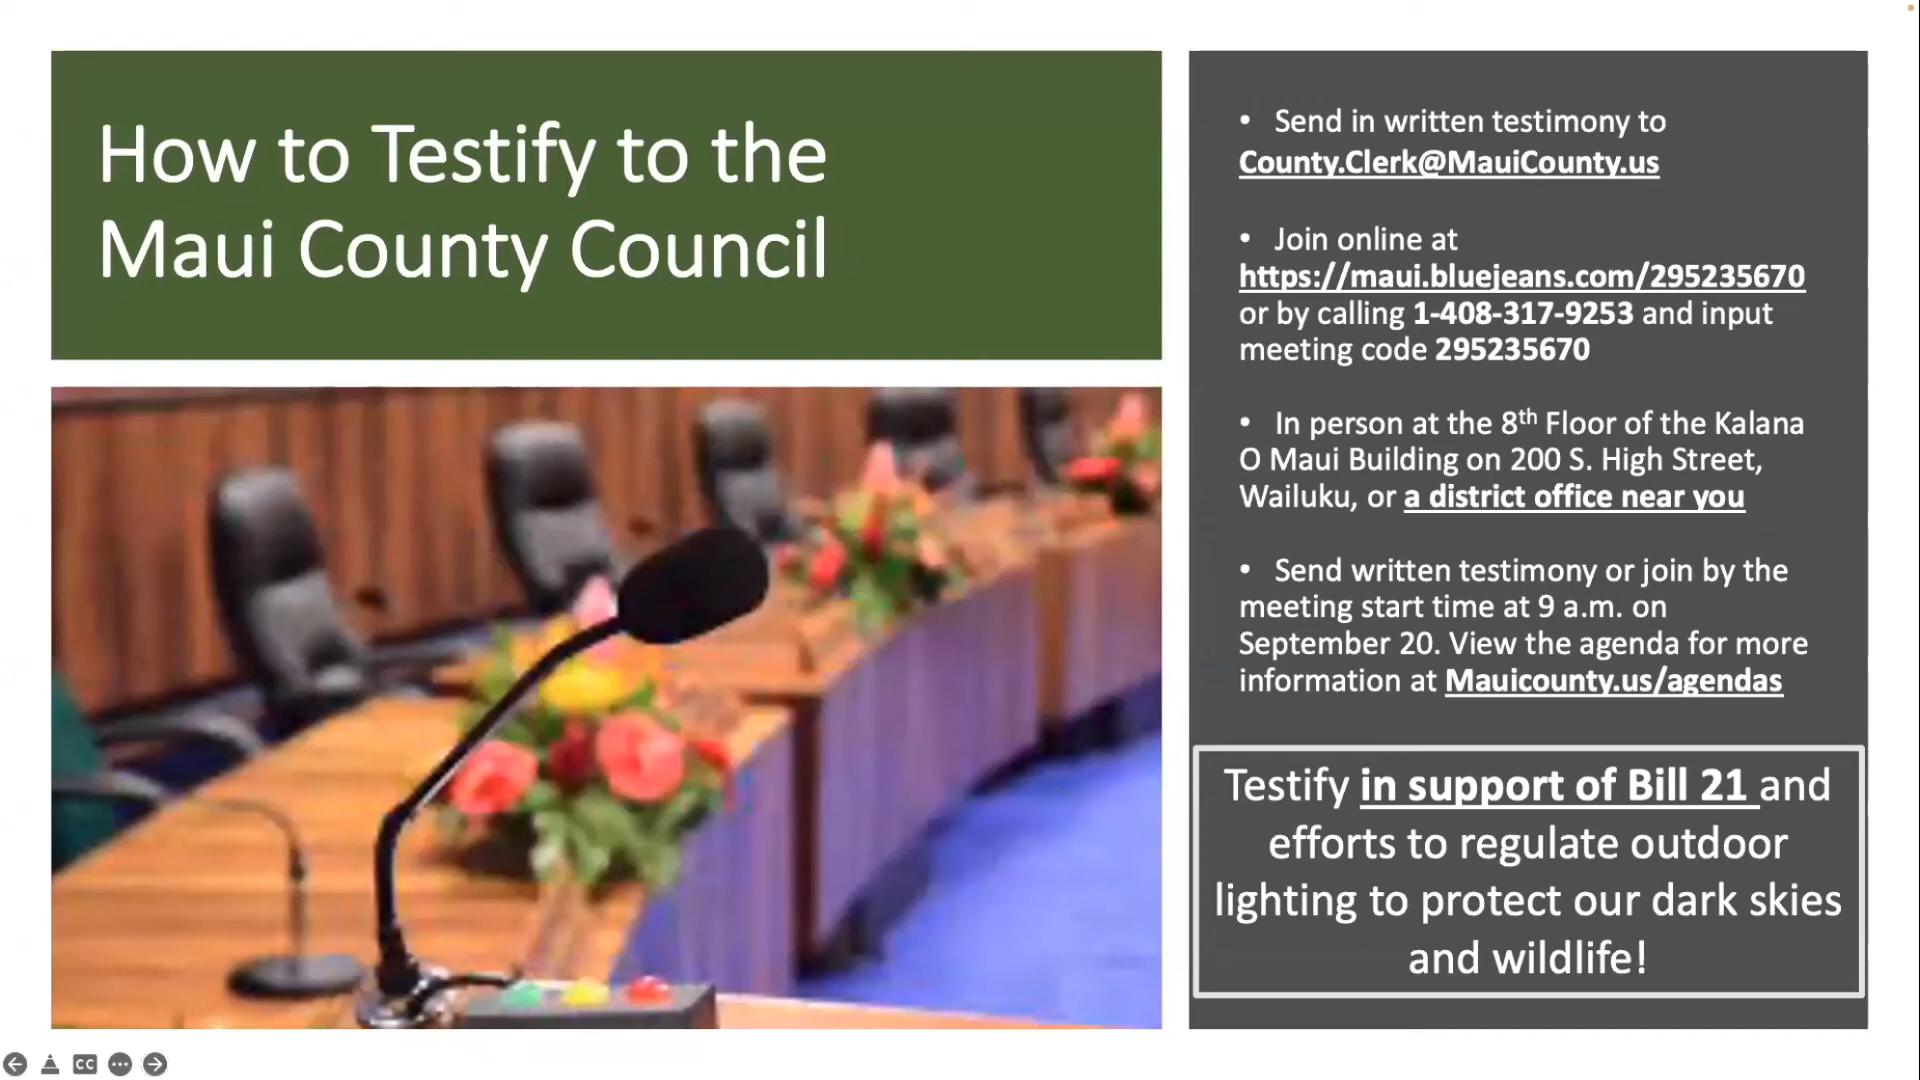 How to Testify to the
Maui County Council
• Send in written testimony to
County.Clerk@MauiCounty.us
• Join online at
https://maui.bluejeans.com/295235670
or by calling 1-408-317-9253 and input
meeting code 295235670
• In person at the 8th Floor of the Kalana
O Maui Building on 200 S. High Street,
Wailuku, or a district office near you
• Send written testimony or join by the
meeting start time at 9 a.m. on
September 20. View the agenda for more
information at Mauicounty.us/agendas
Testify in support of Bill 21 and
efforts to regulate outdoor
lighting to protect our dark skies
and wildlife!
CC